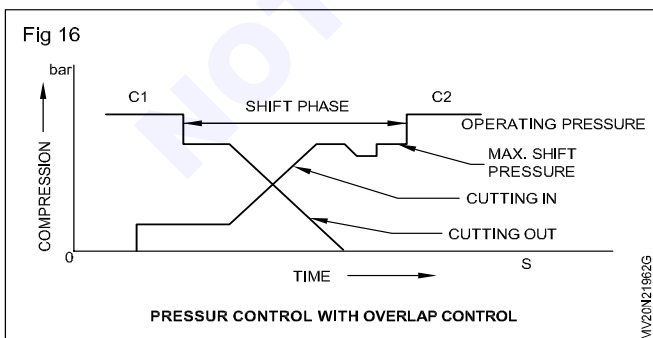 Fig 16
bar
C1
SHIFT PHASE
C2
OPERATING PRESSURE
MAX. SHIFT
PRESSURE
COMPRESSION
CUTTING IN
CUTTING OUT
0
TIME
S
PRESSUR CONTROL WITH OVERLAP CONTROL
MV20N21962G
NOT